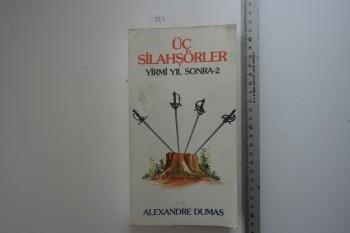 ÜÇ
SİLAHŞÖRLER
YİRMİ YIL SONRA-2
ALEXANDRE DUMAS